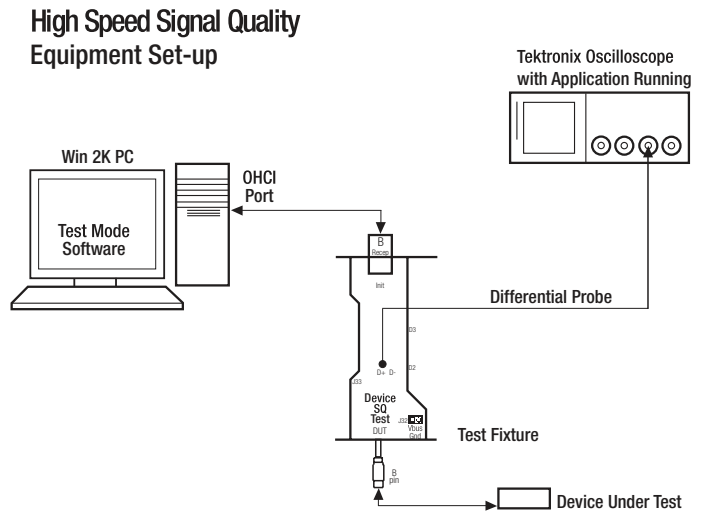 High Speed Signal Quality
Equipment Set-up
Tektronix Oscilloscope
with Application Running
Win 2K PC
OHCI
Port
Test Mode
Software
B
Recep
Init
Differential Probe
D3
D+ D-
D2
J33
Device
SQ
Test
J32
DUT
Vbus
Gnd
Test Fixture
B
pin
Device Under Test